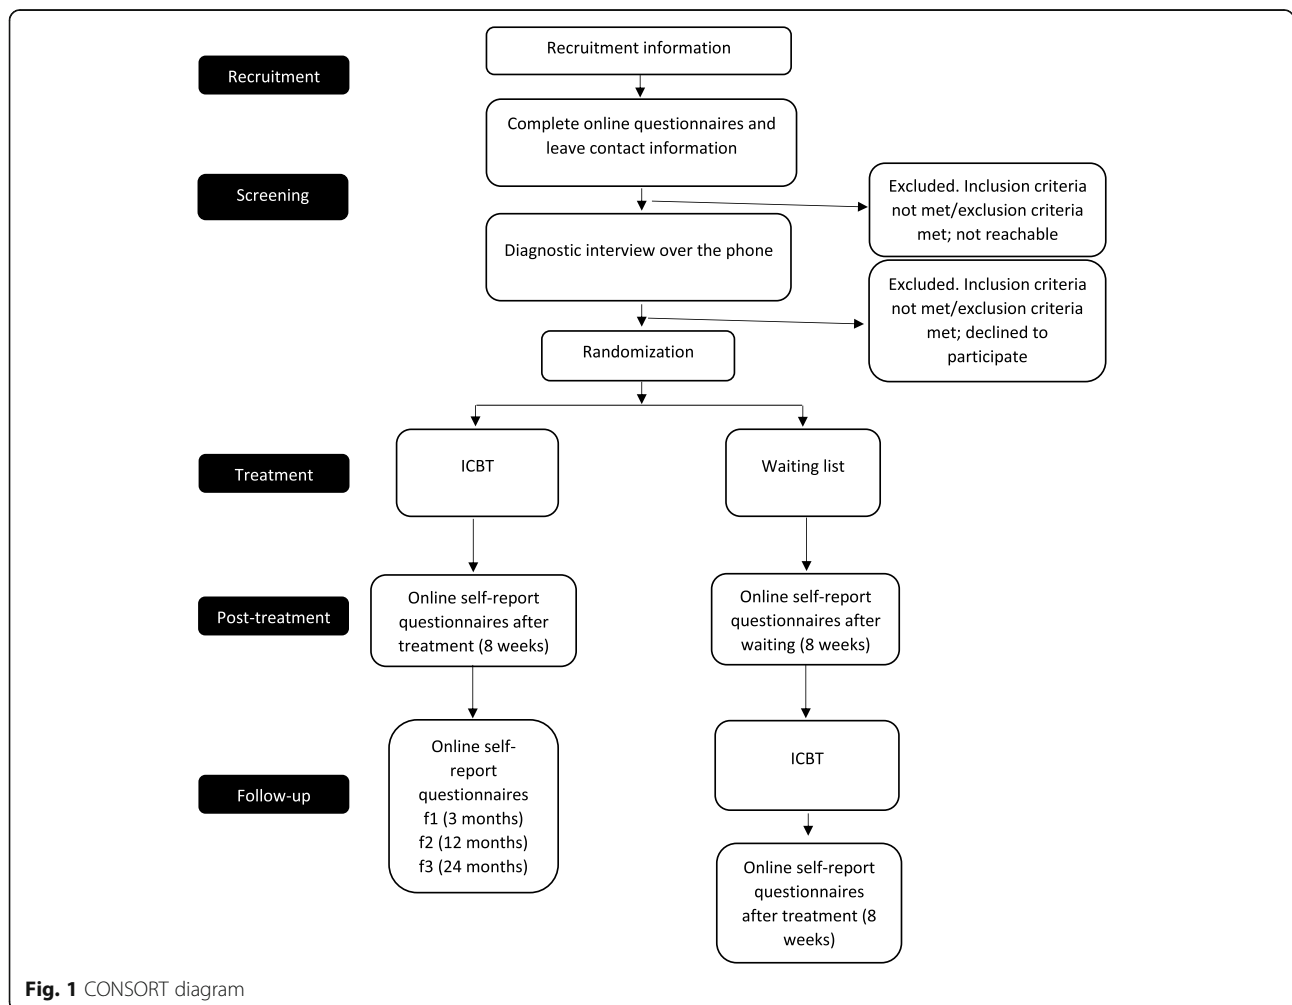 Recruitment information
Recruitment
Complete online questionnaires and
leave contact information
Screening
Excluded. Inclusion criteria
not met/exclusion criteria
met; not reachable
Diagnostic interview over the phone
Excluded. Inclusion criteria
not met/exclusion criteria
met; declined to
participate
Randomization
Treatment
ICBT
Waiting list
Post-treatment
Online self-report
questionnaires after
treatment (8 weeks)
Online self-report
questionnaires after
waiting (8 weeks)
Follow-up
Online self-
report
questionnaires
f1 (3 months)
f2 (12 months)
f3 (24 months)
ICBT
Online self-report
questionnaires
after treatment (8
weeks)
Fig. 1 CONSORT diagram